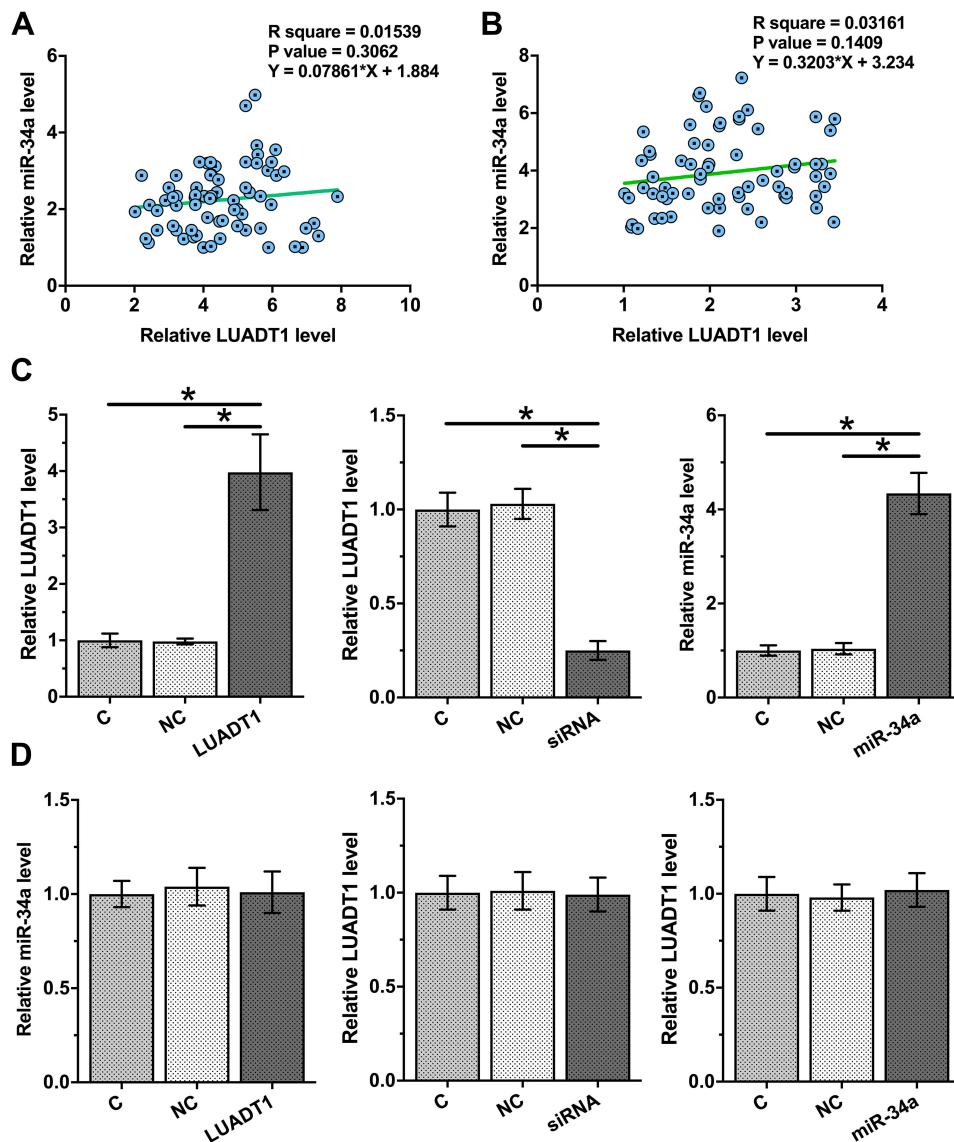 A
R square = 0.01539
P value = 0.3062
Y = 0.07861*X + 1.884
Relative miR-34a level
6
4
2
0
0 2 4 6 8 10
Relative LUADT1 level
B
R square = 0.03161
P value = 0.1409
Y = 0.3203*X + 3.234
Relative miR-34a level
8
6
4
2
0
0 1 2 3 4
Relative LUADT1 level
C
Relative LUADT1 level
5
4
3
2
1
0
* 
*
C NC LUADT1
Relative LUADT1 level
1.5
1.0
0.5
0.0
*
*
C NC siRNA
Relative miR-34a level
6
4
2
0
*
*
C NC miR-34a
D
Relative miR-34a level
1.5
1.0
0.5
0.0
C NC LUADT1
Relative LUADT1 level
1.5
1.0
0.5
0.0
C NC siRNA
Relative LUADT1 level
1.5
1.0
0.5
0.0
C NC miR-34a